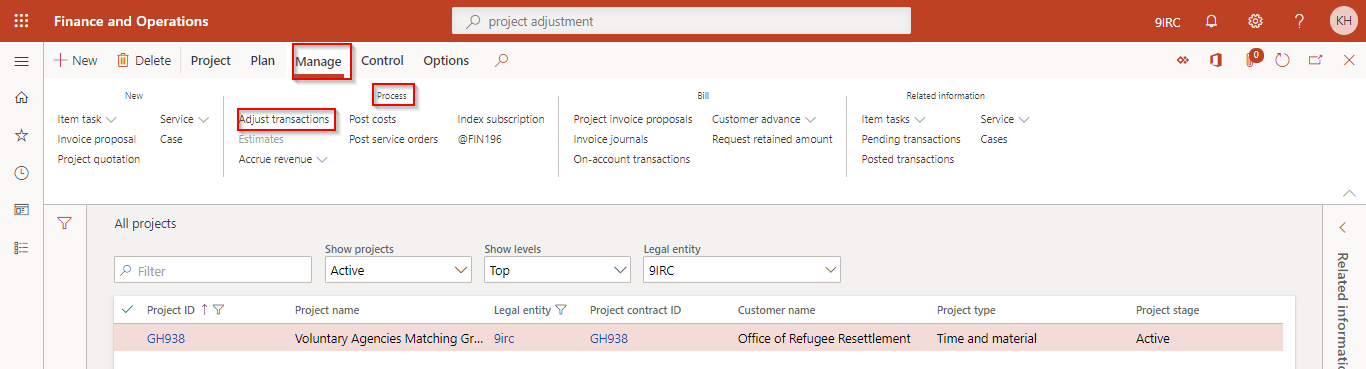 Finance and Operations
project adjustment
9IRC
?
KH
New
Delete
Project
Plan
Manage
Control
Options
0
New
Process
Bill
Related information
Item task
Service
Adjust transactions
Post costs
Index subscription
Project invoice proposals
Customer advance
Item tasks
Service
Invoice proposal
Case
Estimates
Post service orders
@FIN196
Invoice journals
Request retained amount
Pending transactions
Cases
Project quotation
Accrue revenue
On-account transactions
Posted transactions
All projects
Related information
Show projects
Show levels
Legal entity
Filter
Active
Top
9IRC
Project ID
Project name
Legal entity
Project contract ID
Customer name
Project type
Project stage
GH938
Voluntary Agencies Matching Gr...
9irc
GH938
Office of Refugee Resettlement
Time and material
Active